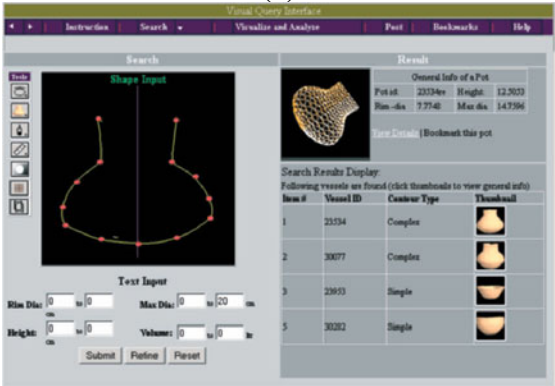 Visual Query Interface
Instruction Search Visualize and Analyze Post Bookmarks Help
Search
Tools
Shape Input
Text Input
Rim Dia: 0 to 0 cm
Max Dia: 0 to 20 cm
Height: 0 to 0 cm
Volume: 0 to 0 ltr
Submit Refine Reset
Result
General Info of a Pot
Pot id: 23534ev Height: 12.5053
Rim-dia 7.7748 Max dia 14.7596
View Details | Bookmark this pot
Search Results Display:
Following vessels are found (click thumbnails to view general info)
Item # Vessel ID Contour Type Thumbnail
1 23534 Complex
2 30077 Complex
3 23953 Simple
5 30282 Simple